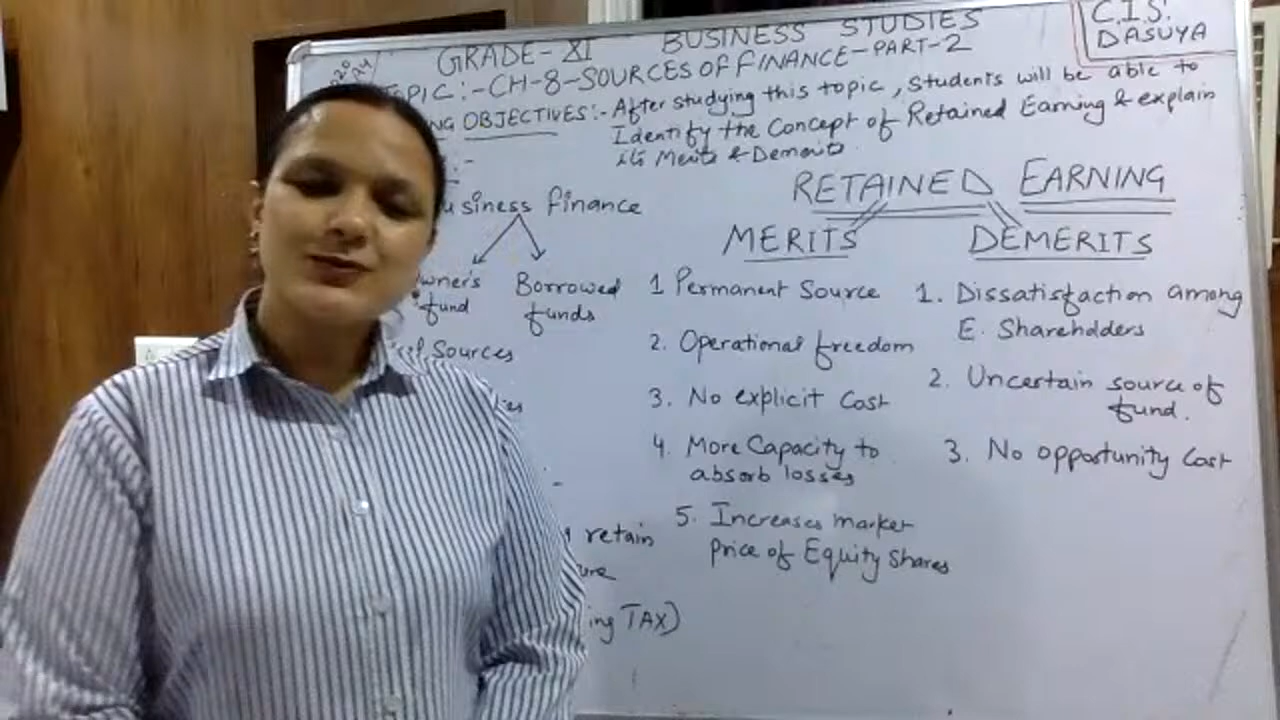 GRADE-XI BUSINESS STUDIES
C.I.S.
DASUYA
TOPIC:-CH-8-SOURCES OF FINANCE-PART-2
OBJECTIVES:- After studying this topic, Students will be able to
Identify the Concept of Retained Earning & explain
its Merits & Demerits.
usiness finance
wner's fund
Borrowed funds
Sources
retain
ing TAX)
RETAINED EARNING
MERITS
1 Permanent Source
2. Operational freedom
3. No explicit Cost
4. More Capacity to
absorb losses
5. Increases market
price of Equity Shares
DEMERITS
1. Dissatisfaction among
E. Shareholders
2. Uncertain source of
fund.
3. No opportunity Cost